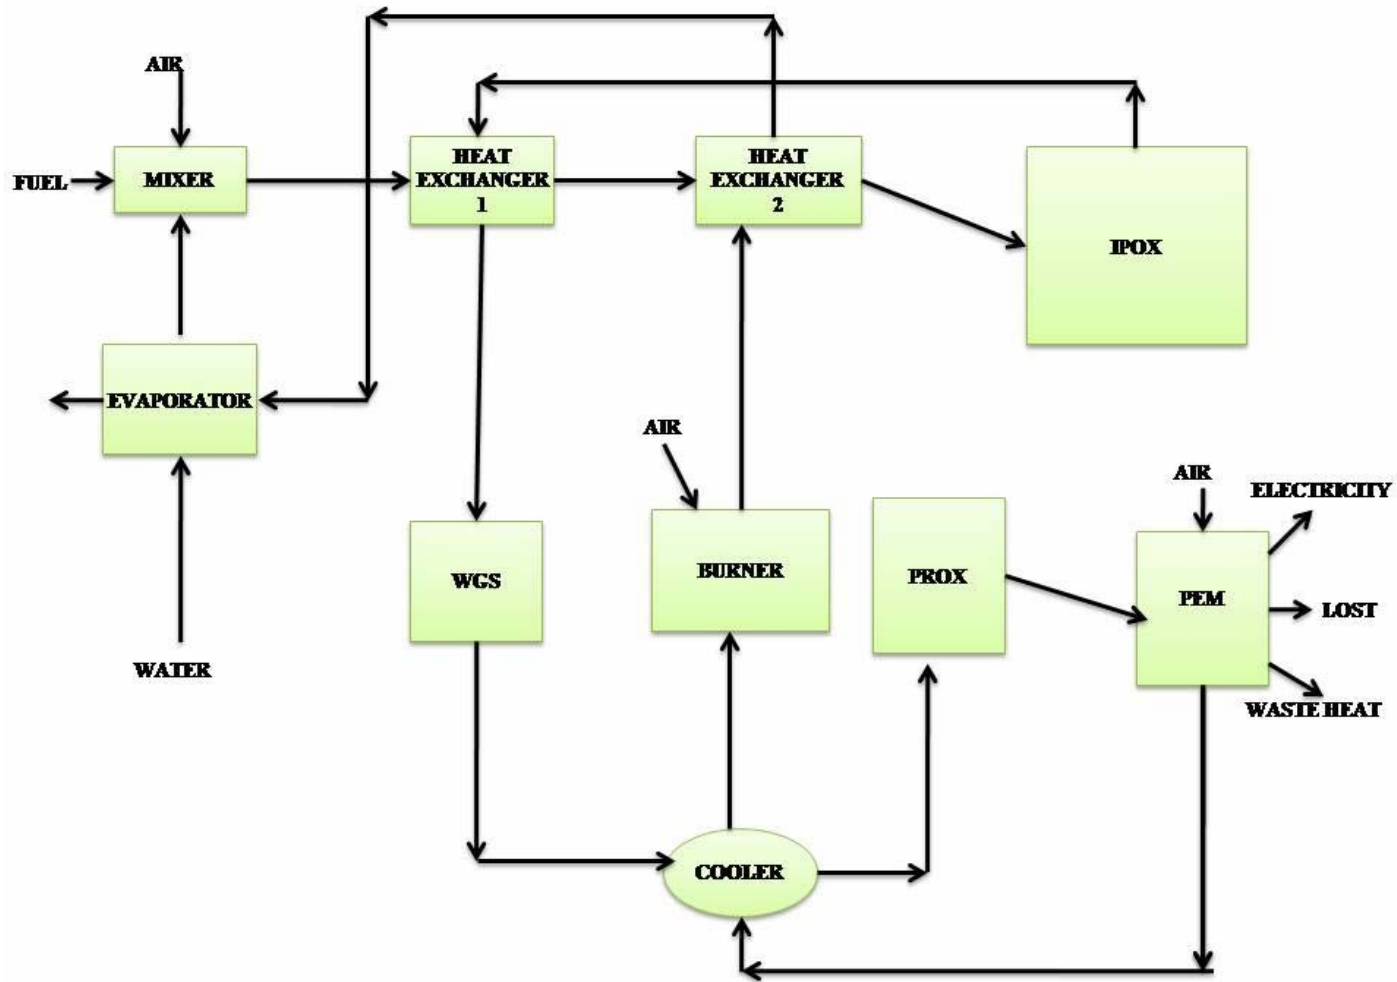 AIR
FUEL
MIXER
HEAT
EXCHANGER
1
HEAT
EXCHANGER
2
IPOX
EVAPORATOR
AIR
AIR
ELECTRICITY
WGS
BURNER
PROX
PEM
LOST
WATER
WASTE HEAT
COOLER